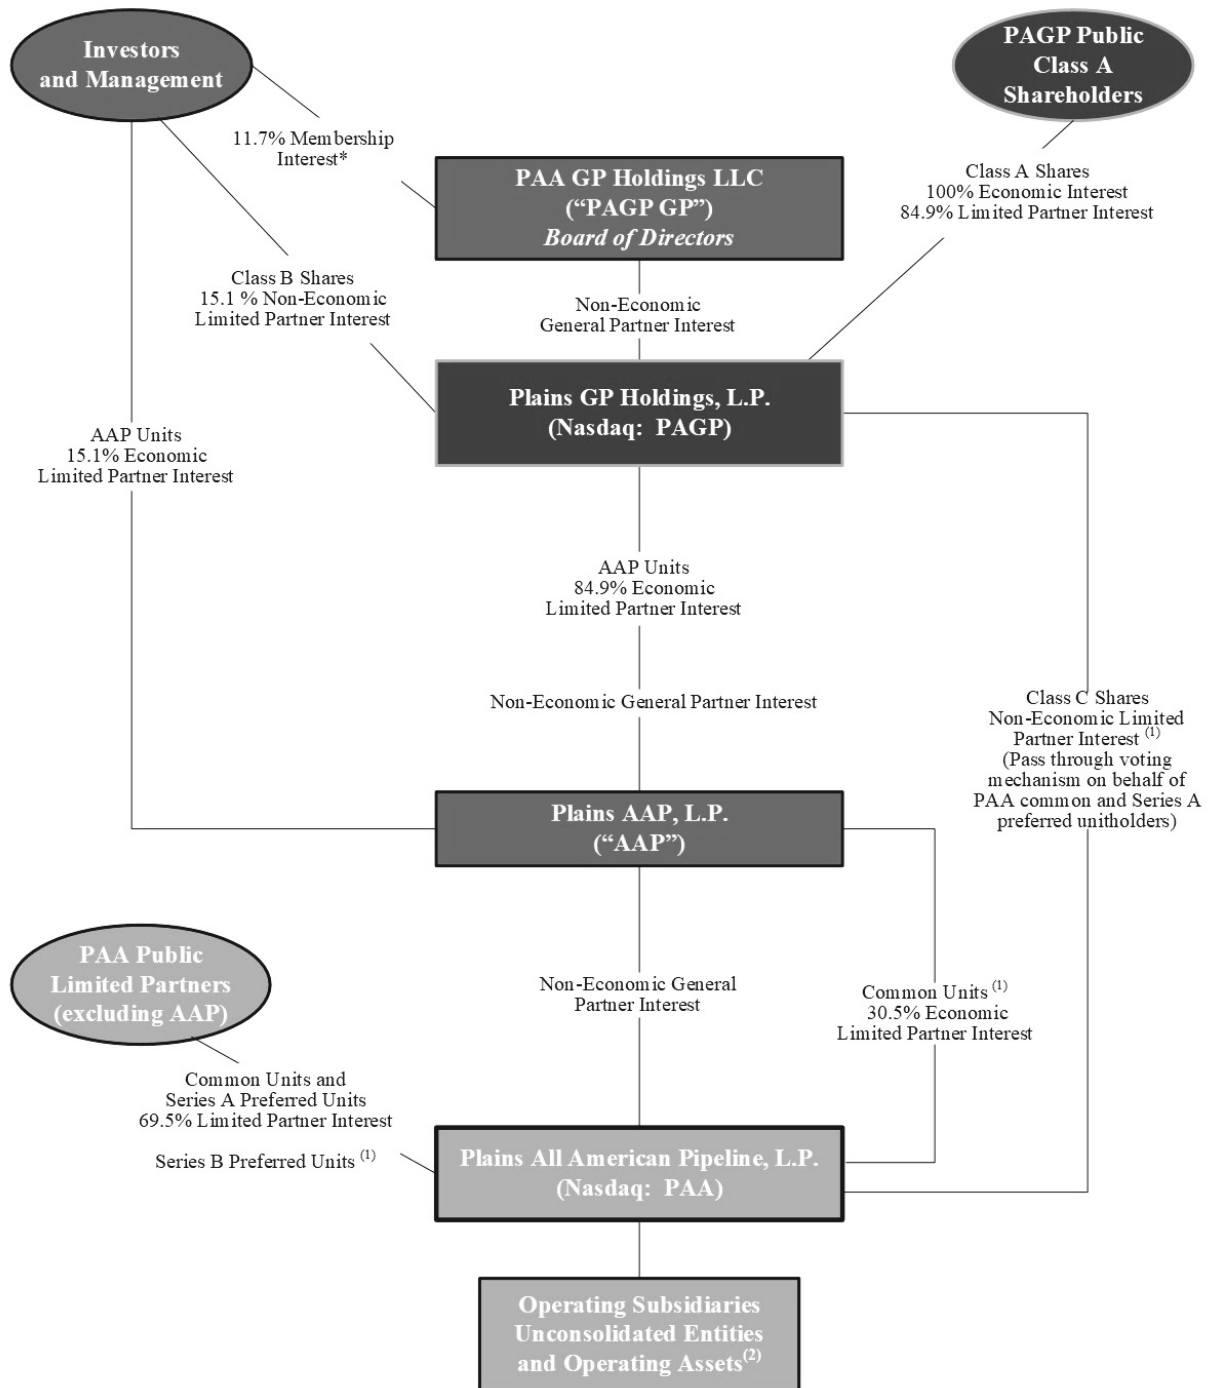 Investors
and Management
PAGP Public
Class A
Shareholders
11.7% Membership
Interest*
PAA GP Holdings LLC
(“PAGP GP”)
Board of Directors
Class A Shares
100% Economic Interest
84.9% Limited Partner Interest
Class B Shares
15.1 % Non-Economic
Limited Partner Interest
Non-Economic
General Partner Interest
Plains GP Holdings, L.P.
(Nasdaq: PAGP)
AAP Units
15.1% Economic
Limited Partner Interest
AAP Units
84.9% Economic
Limited Partner Interest
Non-Economic General Partner Interest
Class C Shares
Non-Economic Limited
Partner Interest (1)
(Pass through voting
mechanism on behalf of
PAA common and Series A
preferred unitholders)
Plains AAP, L.P.
(“AAP”)
PAA Public
Limited Partners
(excluding AAP)
Non-Economic General
Partner Interest
Common Units (1)
30.5% Economic
Limited Partner Interest
Common Units and
Series A Preferred Units
69.5% Limited Partner Interest
Series B Preferred Units (1)
Plains All American Pipeline, L.P.
(Nasdaq: PAA)
Operating Subsidiaries
Unconsolidated Entities
and Operating Assets(2)